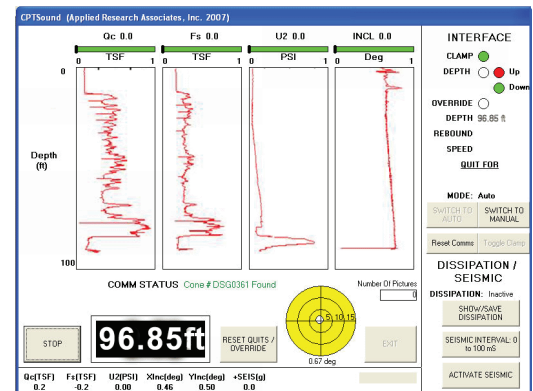 CPTSound (Applied Research Associates, Inc. 2007)
Qc 0.0 Fs 0.0 U2 0.0 INCL 0.0
0 TSF 1 0 TSF 1 0 PSI 1 0 Deg 1
0
Depth
(ft)
100
COMM STATUS Cone # DSG0361 Found
Number Of Pictures
0
STOP
96.85ft
RESET QUITS /
OVERRIDE
5 10 15
0.67 deg
EXIT
Qc(TSF) Fs(TSF) U2(PSI) XInc(deg) YInc(deg) +SEIS(g)
0.2 -0.2 0.00 0.46 0.50 0.0
INTERFACE
CLAMP
DEPTH Up
Down
OVERRIDE
DEPTH 96.85 ft
REBOUND
SPEED
QUIT FOR
MODE: Auto
SWITCH TO
AUTO
SWITCH TO
MANUAL
Reset Comms Toggle Clamp
DISSIPATION /
SEISMIC
DISSIPATION: Inactive
SHOW/SAVE
DISSIPATION
SEISMIC INTERVAL: 0
to 100 mS
ACTIVATE SEISMIC